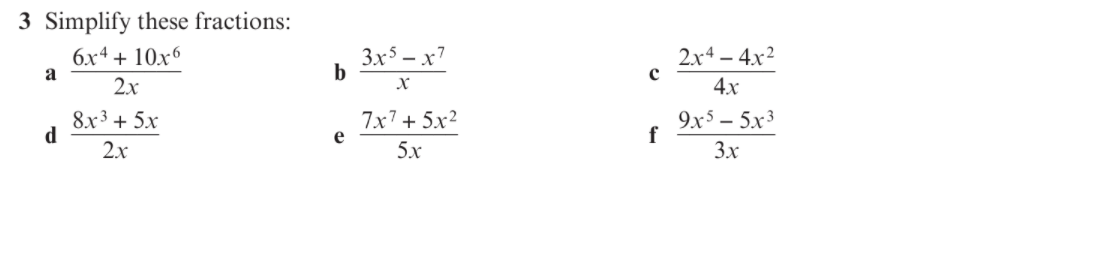 3 Simplify these fractions:
a (6x⁴ + 10x⁶)/2x b (3x⁵ – x⁷)/x c (2x⁴ – 4x²)/4x
d (8x³ + 5x)/2x e (7x⁷ + 5x²)/5x f (9x⁵ – 5x³)/3x